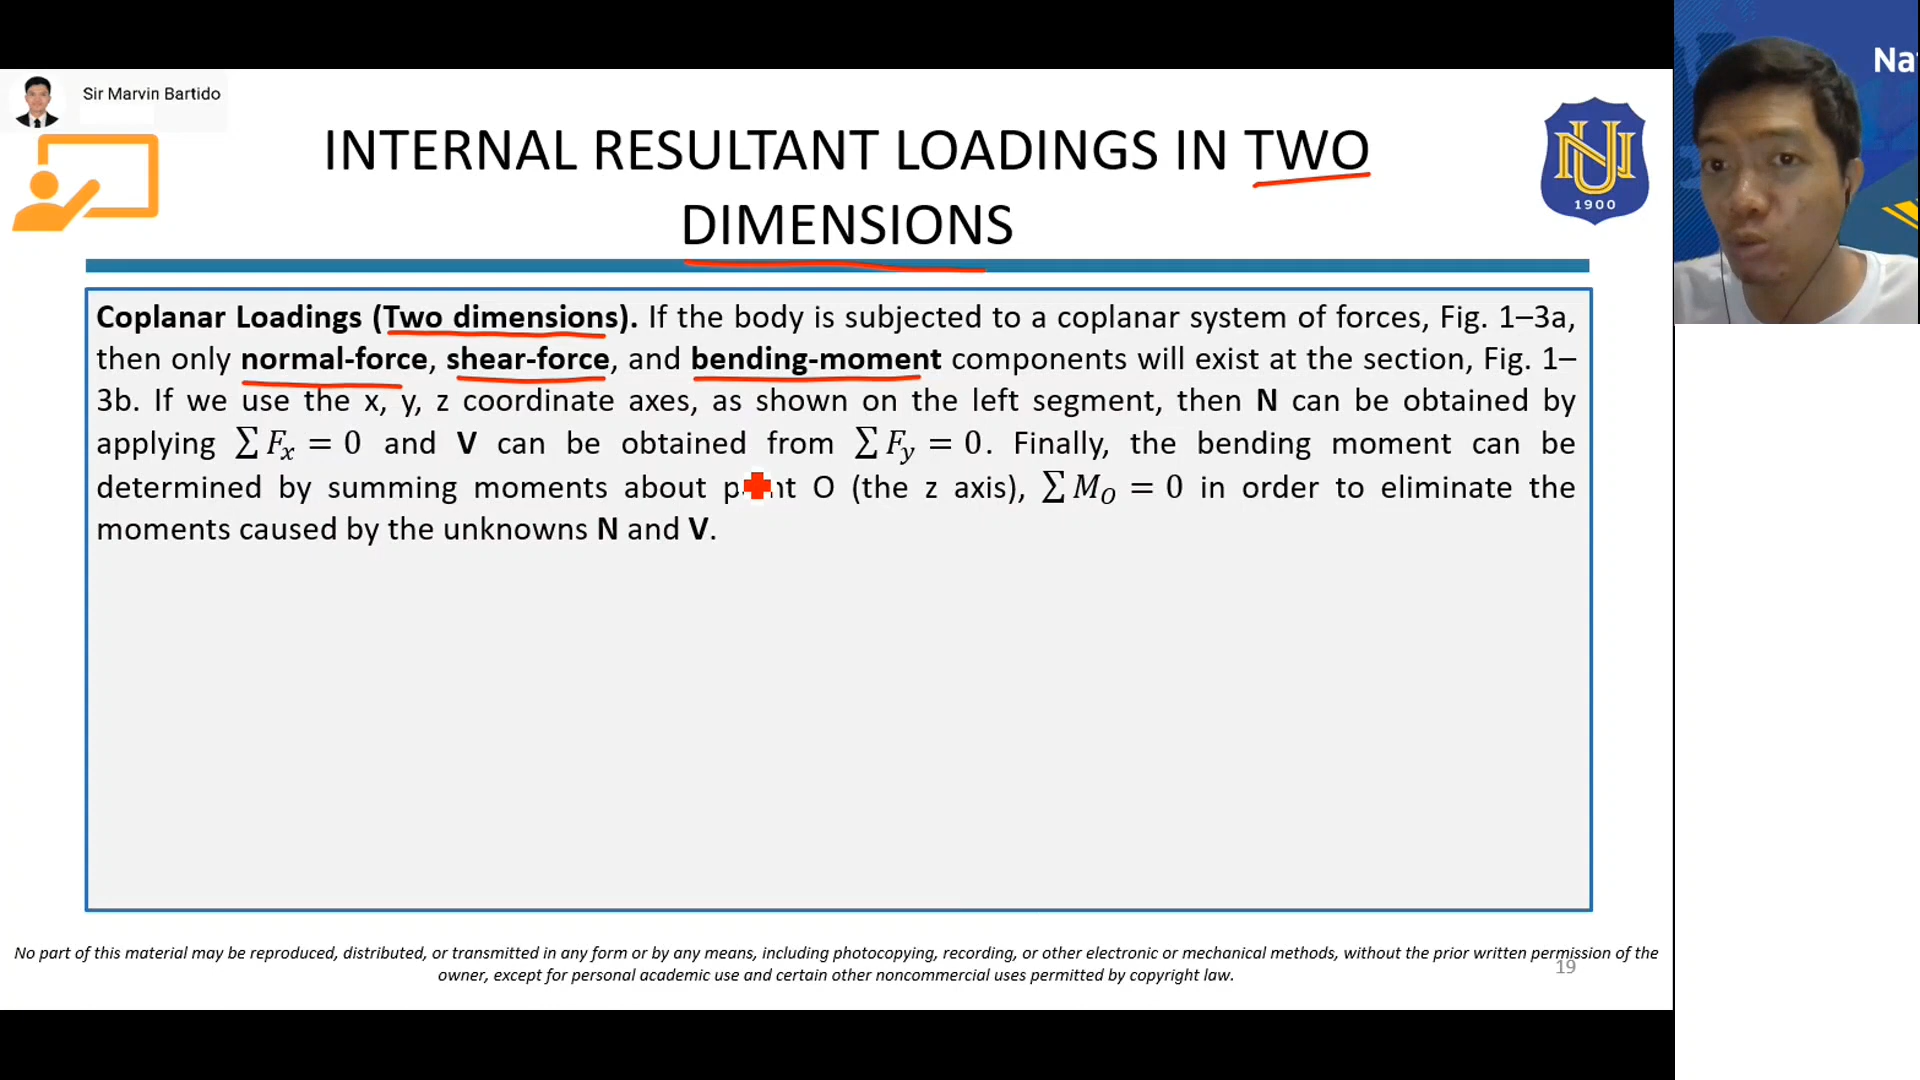 Sir Marvin Bartido
INTERNAL RESULTANT LOADINGS IN TWO
DIMENSIONS
NU
1900
Na
Coplanar Loadings (Two dimensions). If the body is subjected to a coplanar system of forces, Fig. 1–3a,
then only normal-force, shear-force, and bending-moment components will exist at the section, Fig. 1–
3b. If we use the x, y, z coordinate axes, as shown on the left segment, then N can be obtained by
applying ∑ Fx = 0 and V can be obtained from ∑ Fy = 0. Finally, the bending moment can be
determined by summing moments about point O (the z axis), ∑ MO = 0 in order to eliminate the
moments caused by the unknowns N and V.
No part of this material may be reproduced, distributed, or transmitted in any form or by any means, including photocopying, recording, or other electronic or mechanical methods, without the prior written permission of the
owner, except for personal academic use and certain other noncommercial uses permitted by copyright law.
19